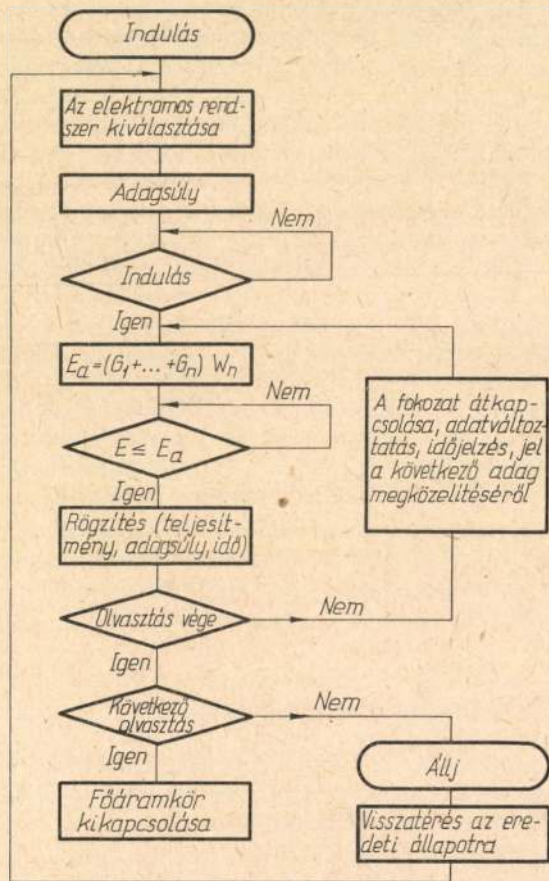 Indulás
Az elektromos rend-
szer kiválasztása
Adagsúly
Nem
Indulás
Igen
Eₐ=(G₁+...+Gₙ) Wₙ
Nem
E ≤ Eₐ
Igen
A fokozat átkap-
csolása, adatváltoz-
tatás, időjelzés, jel
a következő adag
megközelítéséről
Rögzítés (teljesít-
mény, adagsúly, idő)
Olvasztás vége
Nem
Igen
Következő
olvasztás
Nem
Igen
Főáramkör
kikapcsolása
Állj
Visszatérés az ere-
deti állapotra